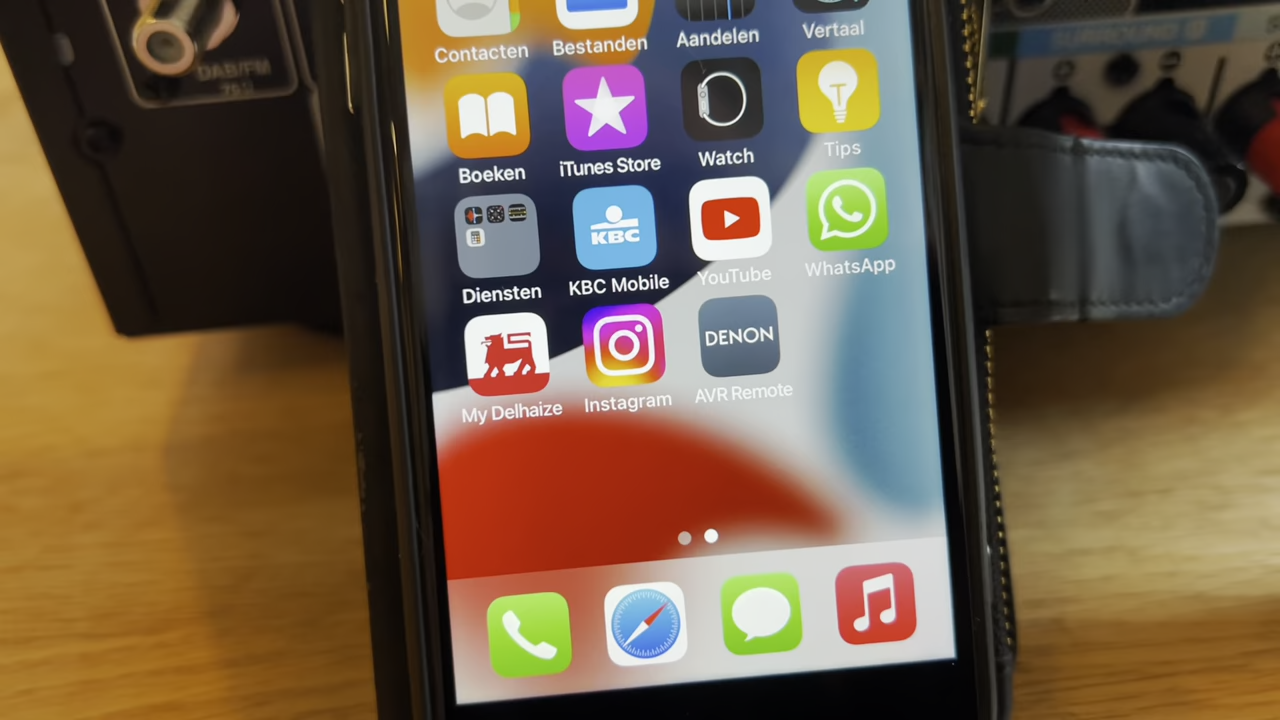 Contacten
Bestanden
Aandelen
Vertaal
Boeken
iTunes Store
Watch
Tips
Diensten
KBC
KBC Mobile
YouTube
WhatsApp
My Delhaize
Instagram
DENON
AVR Remote
DAB/FM
SURROUND